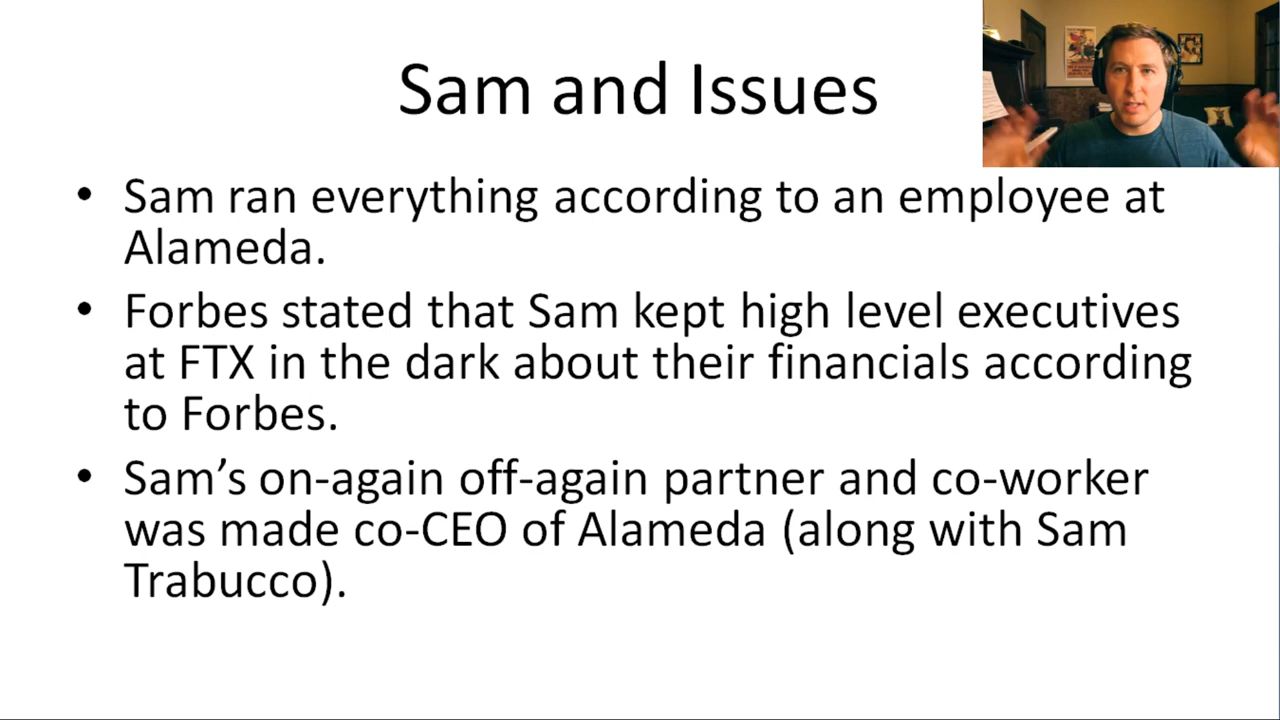 Sam and Issues
• Sam ran everything according to an employee at
Alameda.
• Forbes stated that Sam kept high level executives
at FTX in the dark about their financials according
to Forbes.
• Sam’s on-again off-again partner and co-worker
was made co-CEO of Alameda (along with Sam
Trabucco).